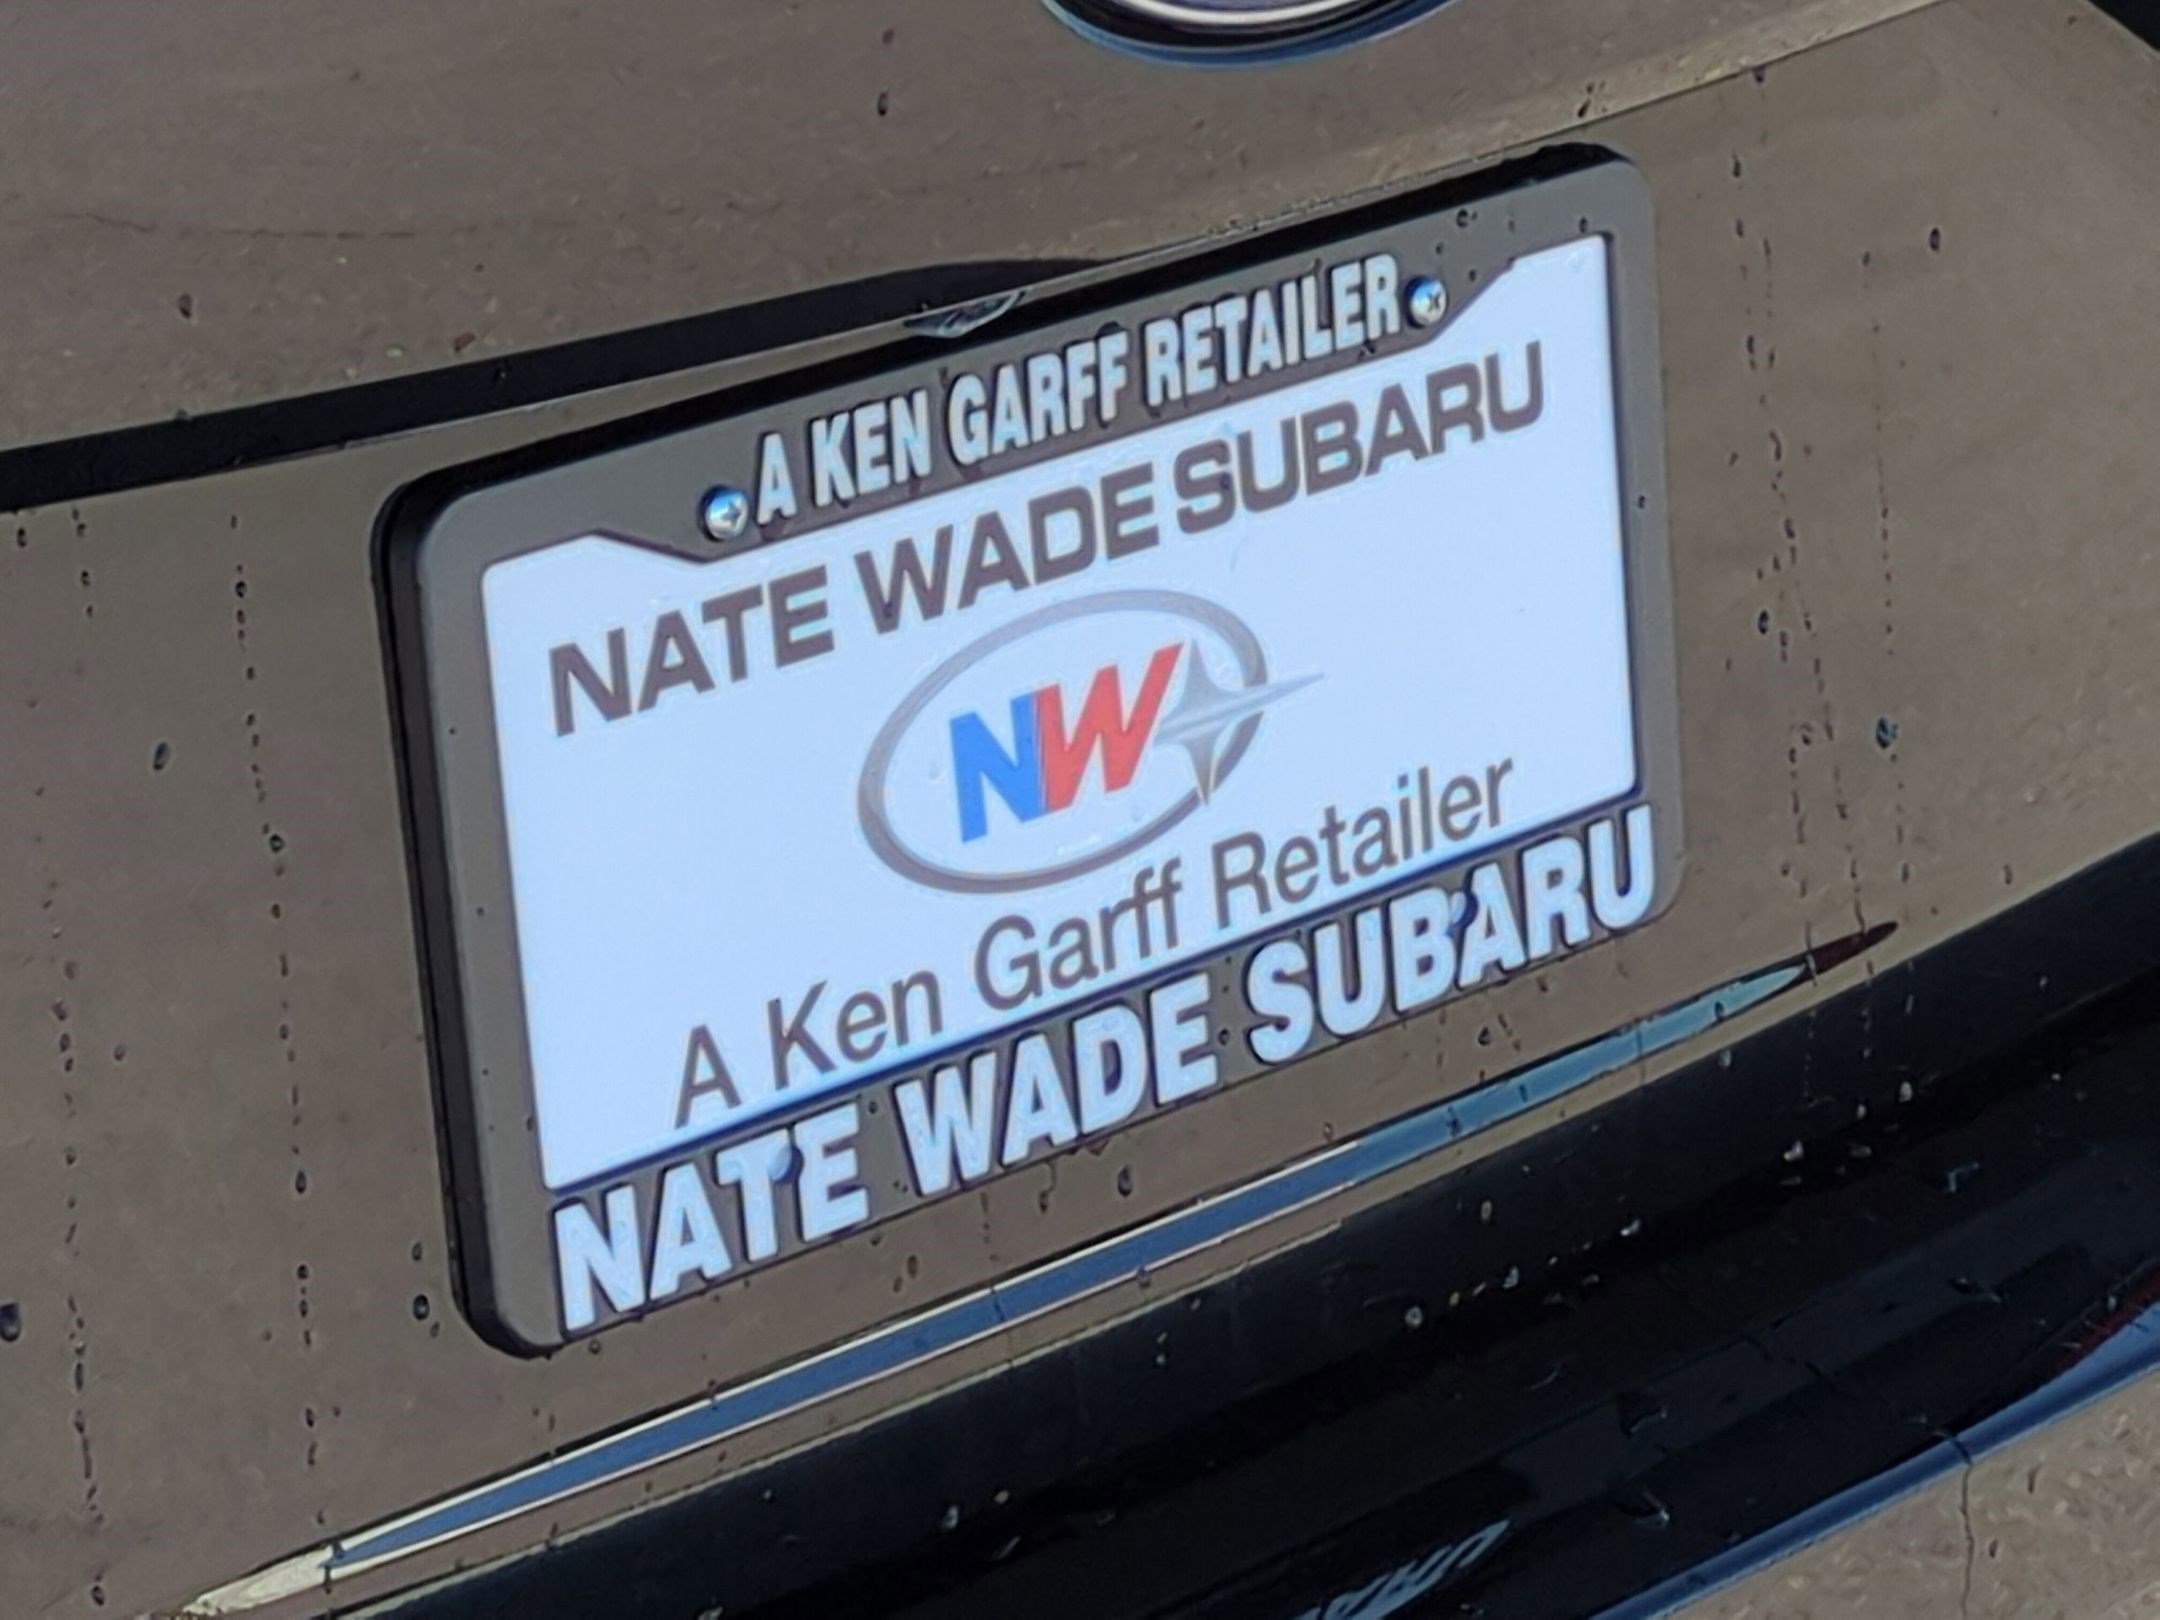 A KEN GARFF RETAILER
NATE WADE SUBARU
NW
A Ken Garff Retailer
NATE WADE SUBARU